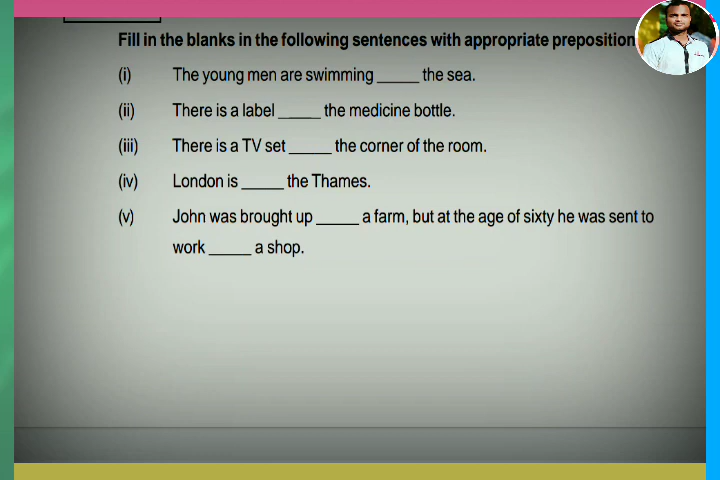 Fill in the blanks in the following sentences with appropriate preposition
(i) The young men are swimming _____ the sea.
(ii) There is a label _____ the medicine bottle.
(iii) There is a TV set _____ the corner of the room.
(iv) London is _____ the Thames.
(v) John was brought up _____ a farm, but at the age of sixty he was sent to
work _____ a shop.